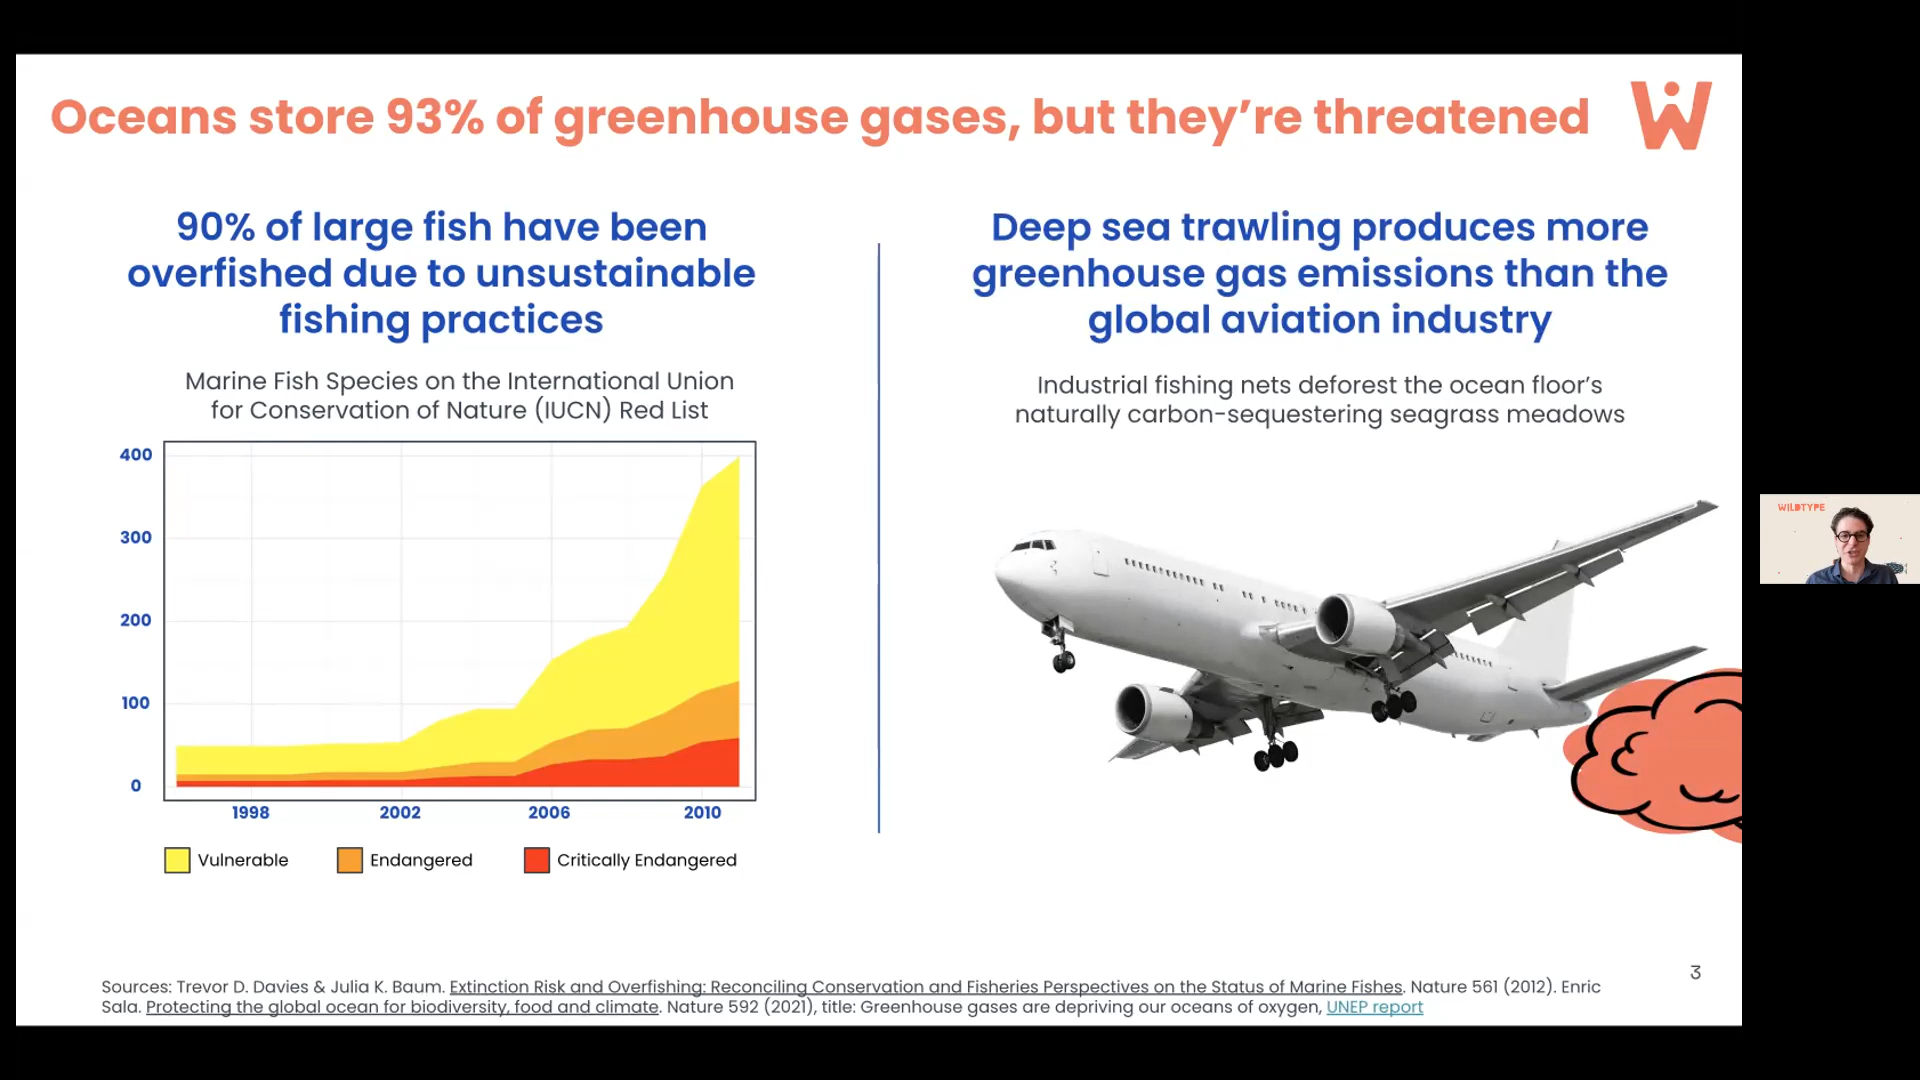 Oceans store 93% of greenhouse gases, but they’re threatened
90% of large fish have been
overfished due to unsustainable
fishing practices
Marine Fish Species on the International Union
for Conservation of Nature (IUCN) Red List
400
300
200
100
0
1998 2002 2006 2010
Vulnerable Endangered Critically Endangered
Deep sea trawling produces more
greenhouse gas emissions than the
global aviation industry
Industrial fishing nets deforest the ocean floor’s
naturally carbon-sequestering seagrass meadows
WILDTYPE
3
Sources: Trevor D. Davies & Julia K. Baum. Extinction Risk and Overfishing: Reconciling Conservation and Fisheries Perspectives on the Status of Marine Fishes. Nature 561 (2012). Enric
Sala. Protecting the global ocean for biodiversity, food and climate. Nature 592 (2021), title: Greenhouse gases are depriving our oceans of oxygen, UNEP report